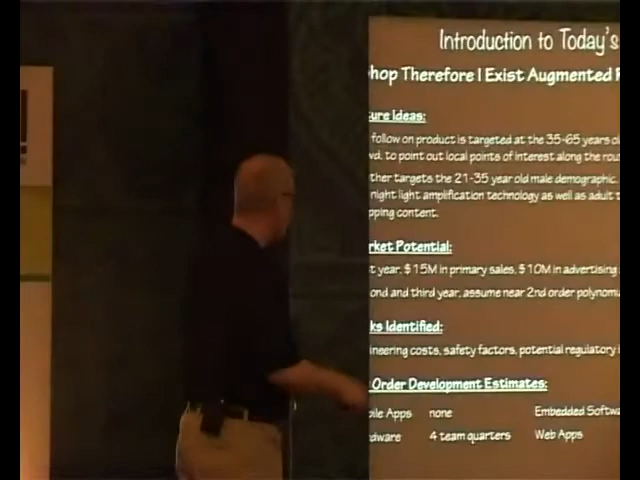 Introduction to Today's
hop Therefore I Exist Augmented R
ure Ideas:
follow on product is targeted at the 35-65 years ol
wd, to point out local points of interest along the rou
ther targets the 21-35 year old male demographic.
night light amplification technology as well as adult t
pping content.
rket Potential:
t year, $15M in primary sales, $10M in advertising
ond and third year, assume near 2nd order polynomi
ks Identified:
ineering costs, safety factors, potential regulatory i
Order Development Estimates:
bile Apps none Embedded Softwa
dware 4 team quarters Web Apps